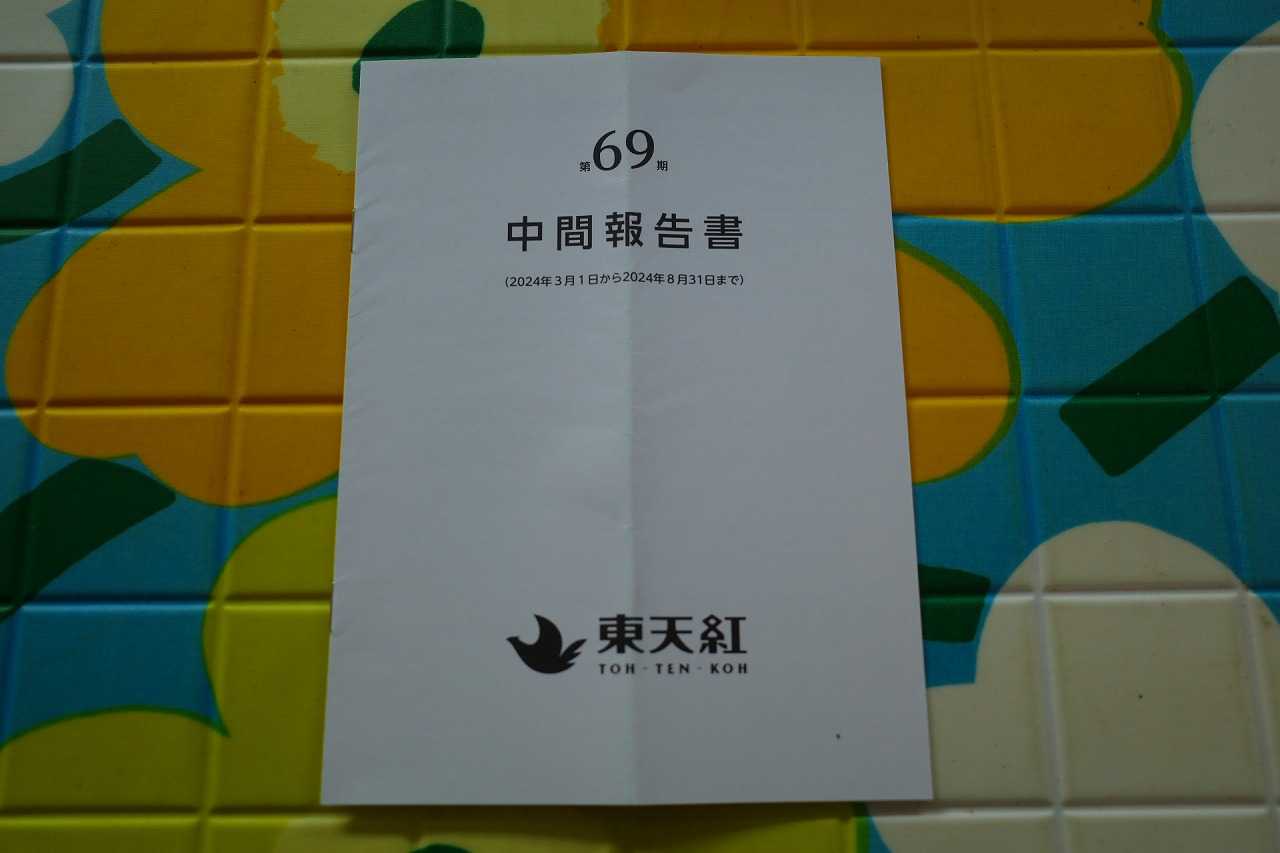 第69期
中間報告書
（2024年3月1日から2024年8月31日まで）
東天紅
TOH-TEN-KOH